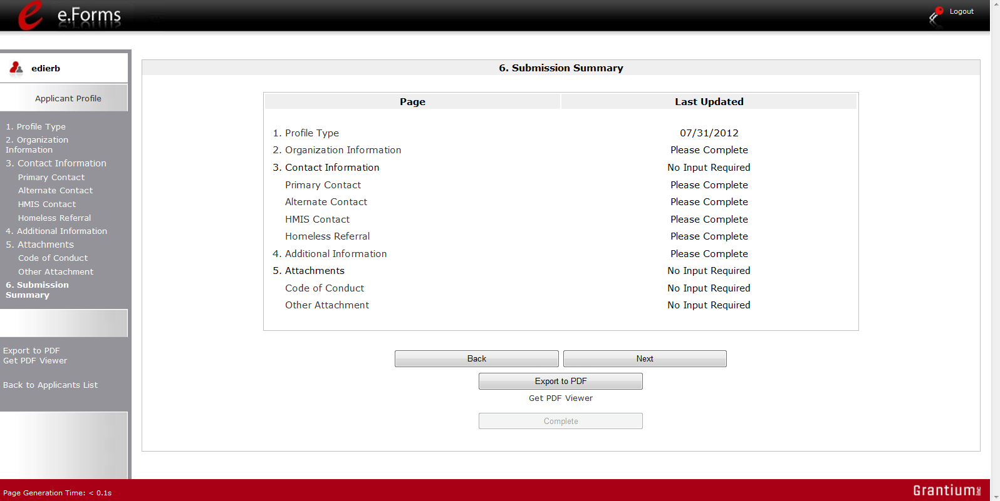 e e.Forms
Logout
edierb
Applicant Profile
1. Profile Type
2. Organization
Information
3. Contact Information
Primary Contact
Alternate Contact
HMIS Contact
Homeless Referral
4. Additional Information
5. Attachments
Code of Conduct
Other Attachment
6. Submission
Summary
Export to PDF
Get PDF Viewer
Back to Applicants List
6. Submission Summary
Page Last Updated
1. Profile Type 07/31/2012
2. Organization Information Please Complete
3. Contact Information No Input Required
Primary Contact Please Complete
Alternate Contact Please Complete
HMIS Contact Please Complete
Homeless Referral Please Complete
4. Additional Information Please Complete
5. Attachments No Input Required
Code of Conduct No Input Required
Other Attachment No Input Required
Back Next
Export to PDF
Get PDF Viewer
Complete
Page Generation Time: < 0.1s
Grantium inc